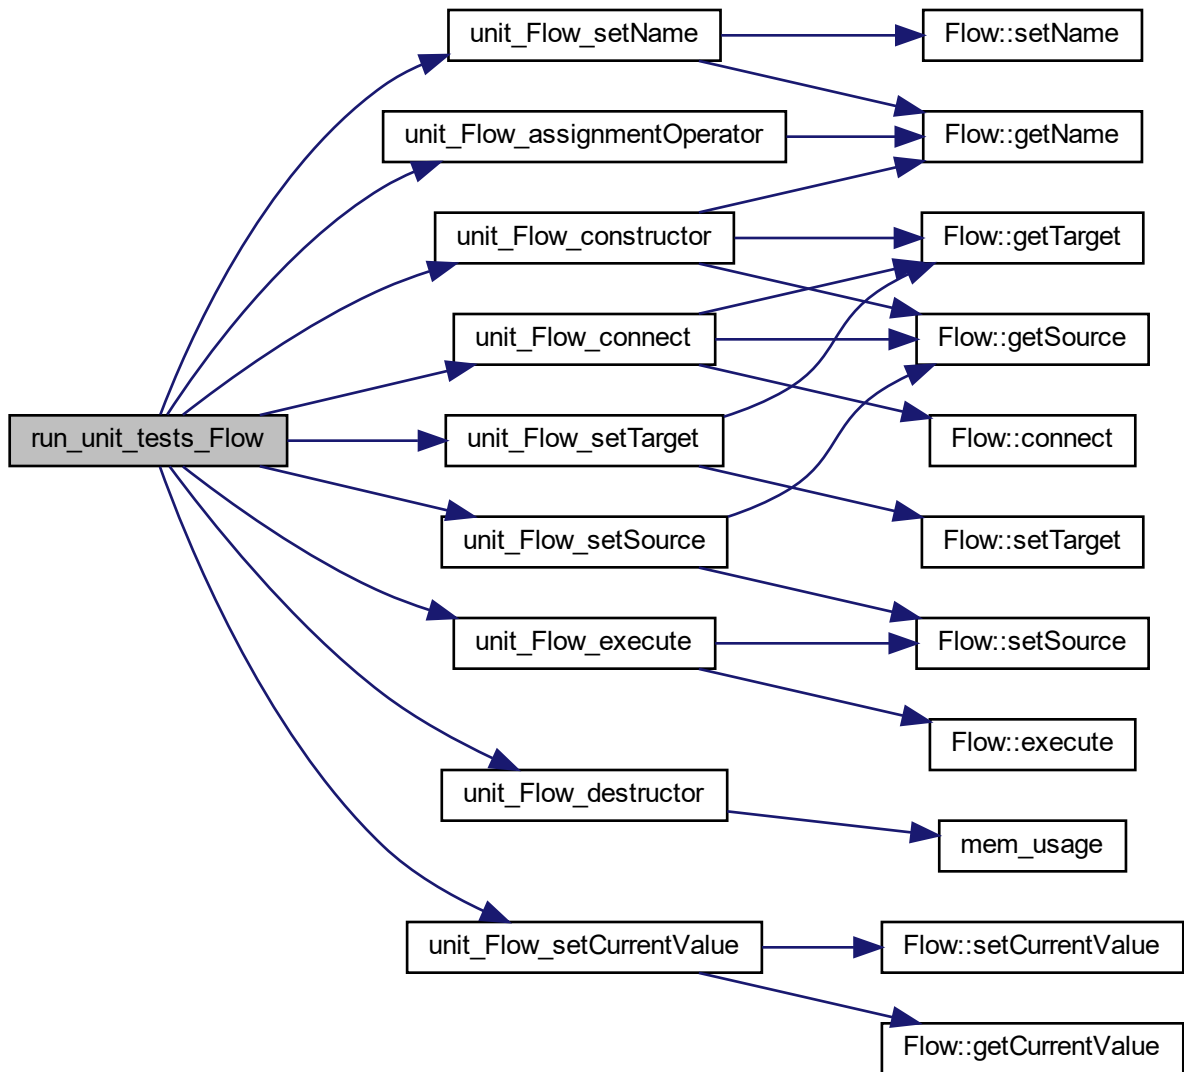 unit_Flow_setName
Flow::setName
unit_Flow_assignmentOperator
Flow::getName
unit_Flow_constructor
Flow::getTarget
unit_Flow_connect
Flow::getSource
run_unit_tests_Flow
unit_Flow_setTarget
Flow::connect
unit_Flow_setSource
Flow::setTarget
unit_Flow_execute
Flow::setSource
Flow::execute
unit_Flow_destructor
mem_usage
unit_Flow_setCurrentValue
Flow::setCurrentValue
Flow::getCurrentValue